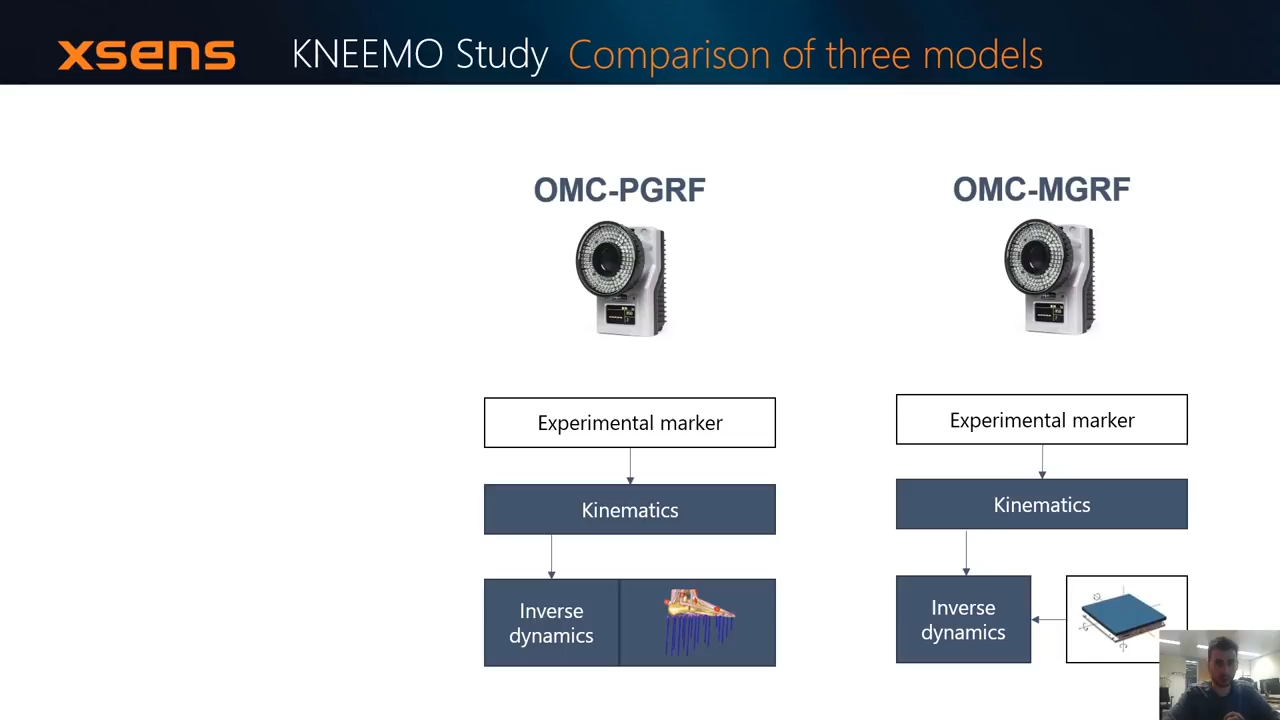 xsens
KNEEMO Study Comparison of three models
OMC-PGRF
OMC-MGRF
Experimental marker
Kinematics
Inverse
dynamics
Experimental marker
Kinematics
Inverse
dynamics